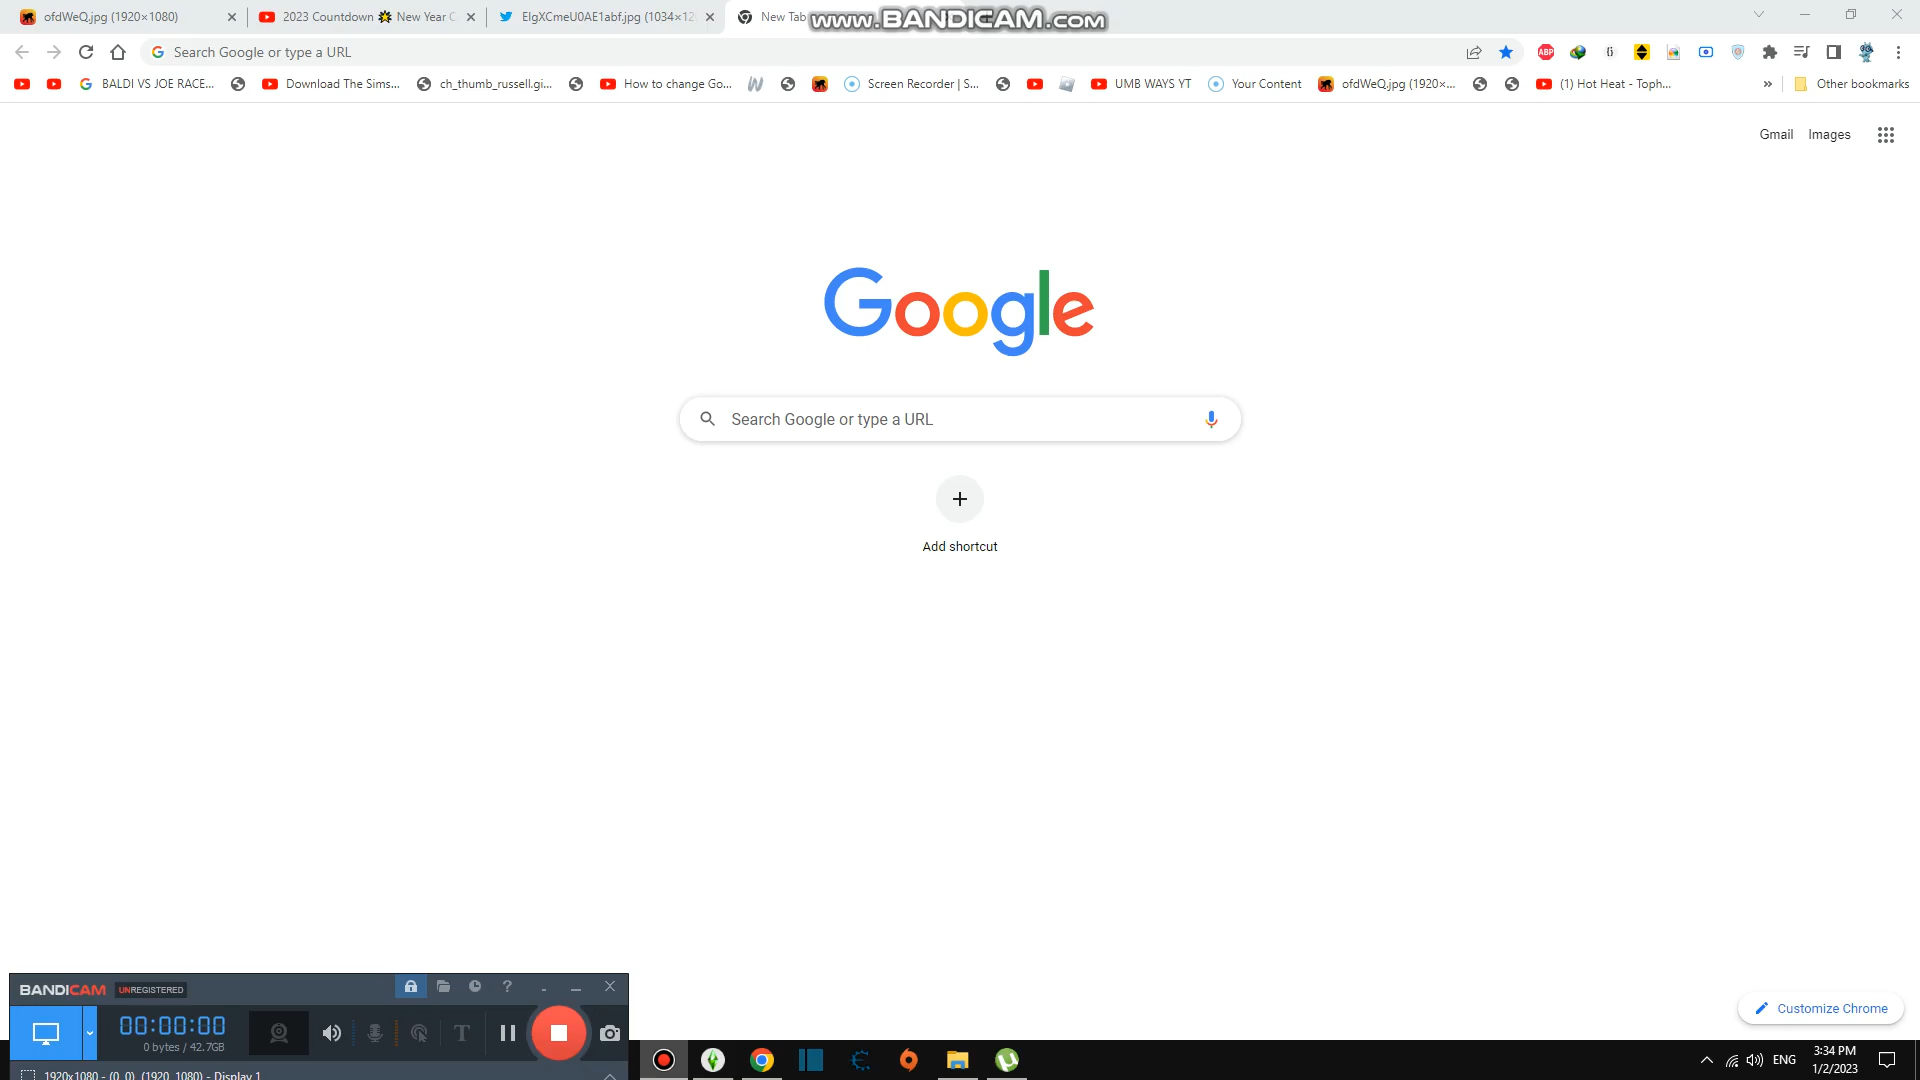 ofdWeQ.jpg (1920×1080)
2023 Countdown ✸ New Year C
EIgXCmeU0AE1abf.jpg (1034×12
New Tab
www.BANDICAM.com
Search Google or type a URL
ABP
BALDI VS JOE RACE...
Download The Sims...
ch_thumb_russell.gi...
How to change Go...
Screen Recorder | S...
UMB WAYS YT
Your Content
ofdWeQ.jpg (1920×...
(1) Hot Heat - Toph...
»
Other bookmarks
Gmail
Images
Google
Search Google or type a URL
Add shortcut
Customize Chrome
BANDICAM
UNREGISTERED
00:00:00
0 bytes / 42.7GB
1920x1080 - (0, 0), (1920, 1080) - Display 1
ENG
3:34 PM
1/2/2023